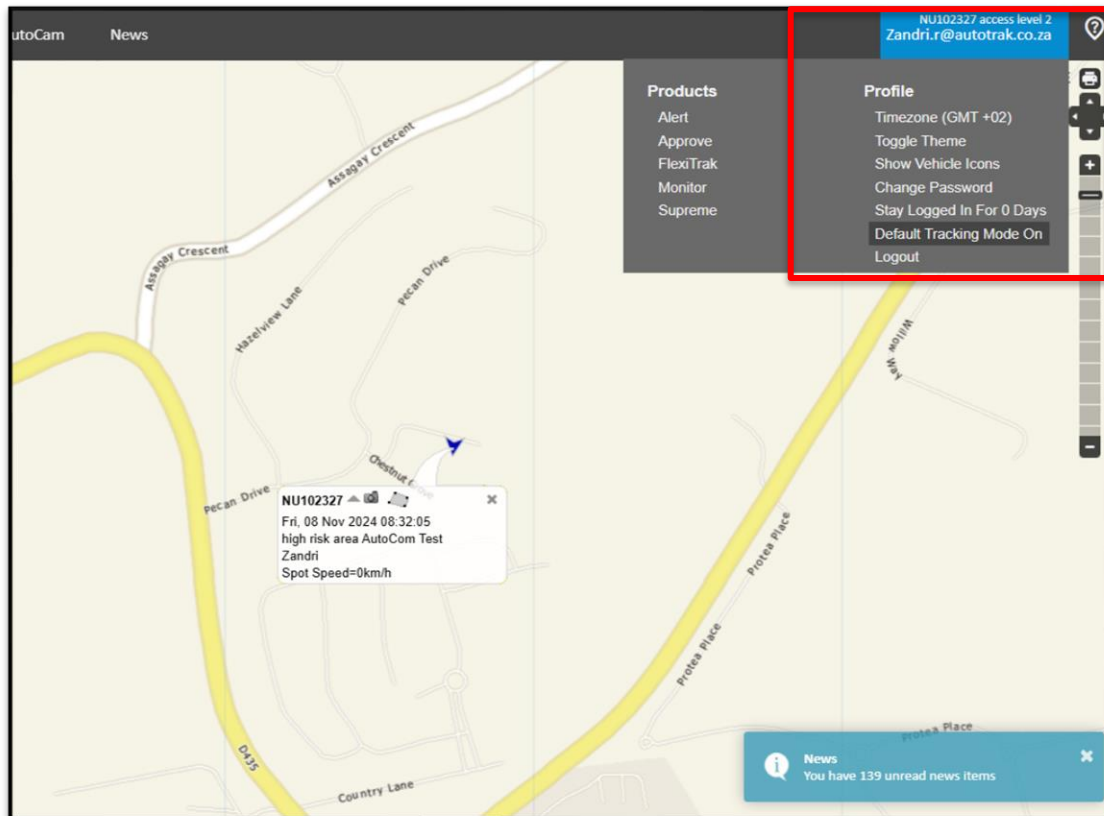 utoCam
News
NU102327 access level 2
Zandri.r@autotrak.co.za
Products
Alert
Approve
FlexiTrak
Monitor
Supreme
Profile
Timezone (GMT +02)
Toggle Theme
Show Vehicle Icons
Change Password
Stay Logged In For 0 Days
Default Tracking Mode On
Logout
Assagay Crescent
Assagay Crescent
Pecan Drive
Hazelview Lane
Willow Way
Chestnut Grove
Pecan Drive
NU102327
Fri, 08 Nov 2024 08:32:05
high risk area AutoCom Test
Zandri
Spot Speed=0km/h
Protea Place
Protea Place
Protea Place
D435
Country Lane
News
You have 139 unread news items